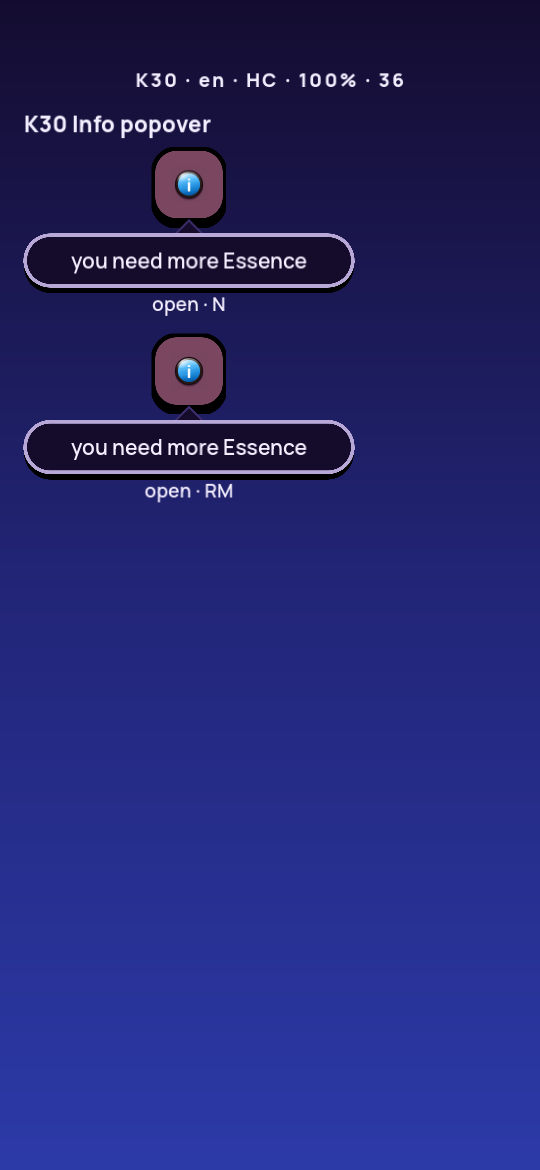 K30 · en · HC · 100% · 36
K30 Info popover
i
you need more Essence
open · N
i
you need more Essence
open · RM